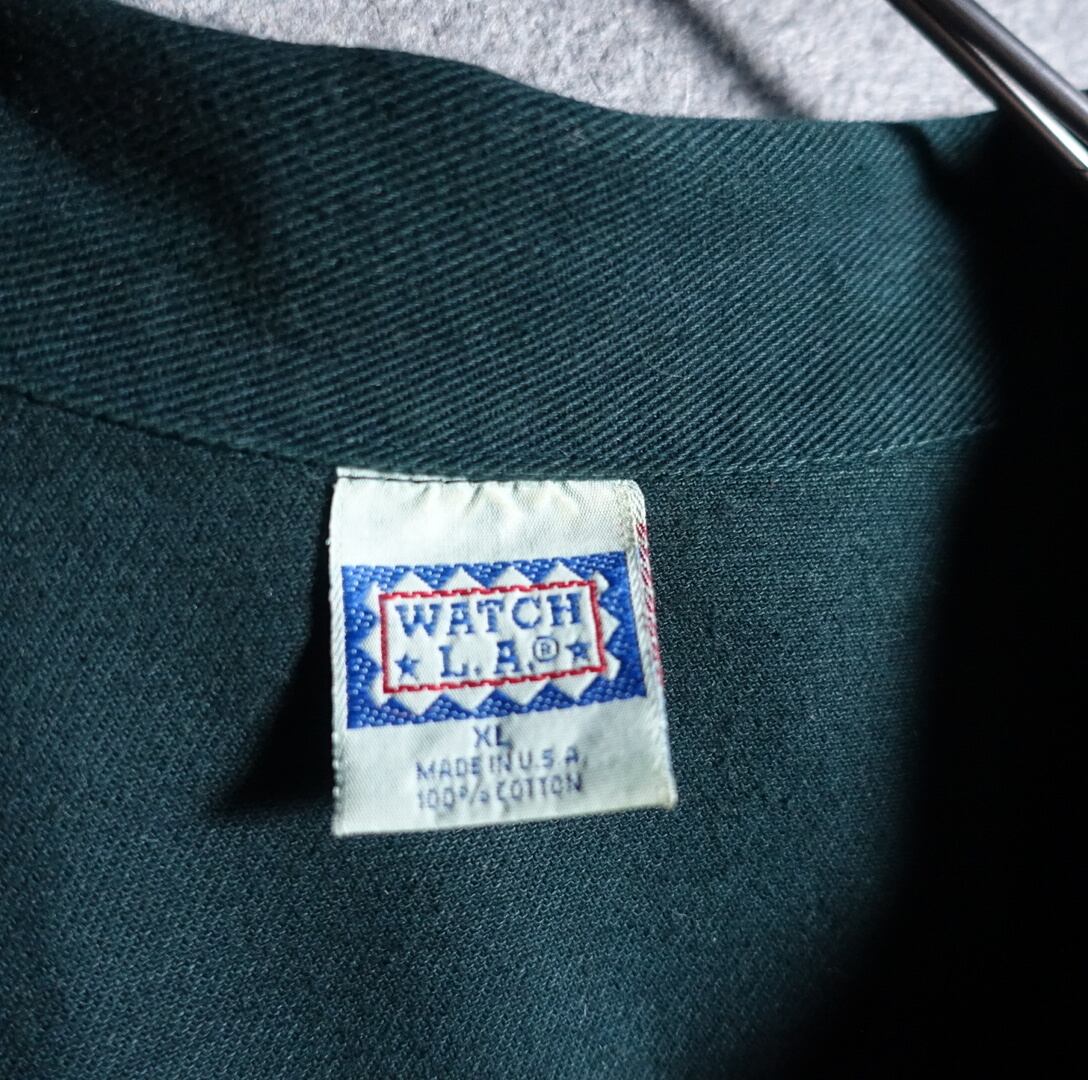 WATCH
L.A.®
XL
MADE IN U.S.A.
100% COTTON